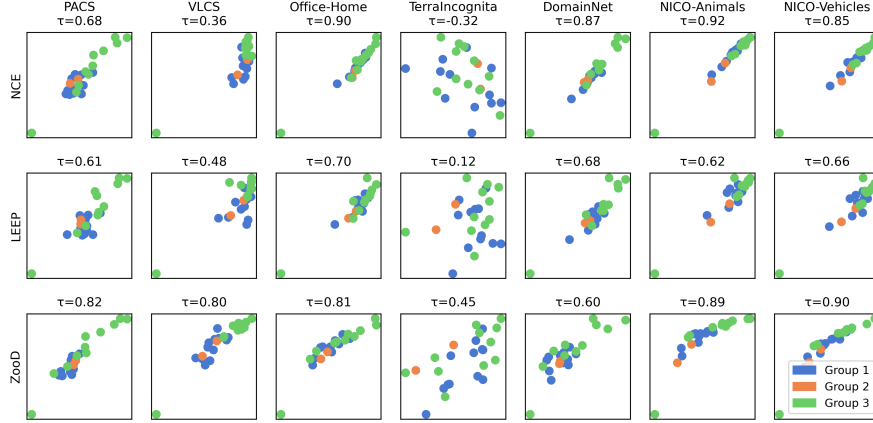 PACS VLCS Office-Home TerraIncognita DomainNet NICO-Animals NICO-Vehicles
τ=0.68 τ=0.36 τ=0.90 τ=-0.32 τ=0.87 τ=0.92 τ=0.85
NCE
τ=0.61 τ=0.48 τ=0.70 τ=0.12 τ=0.68 τ=0.62 τ=0.66
LEEP
τ=0.82 τ=0.80 τ=0.81 τ=0.45 τ=0.60 τ=0.89 τ=0.90
ZooD
Group 1
Group 2
Group 3